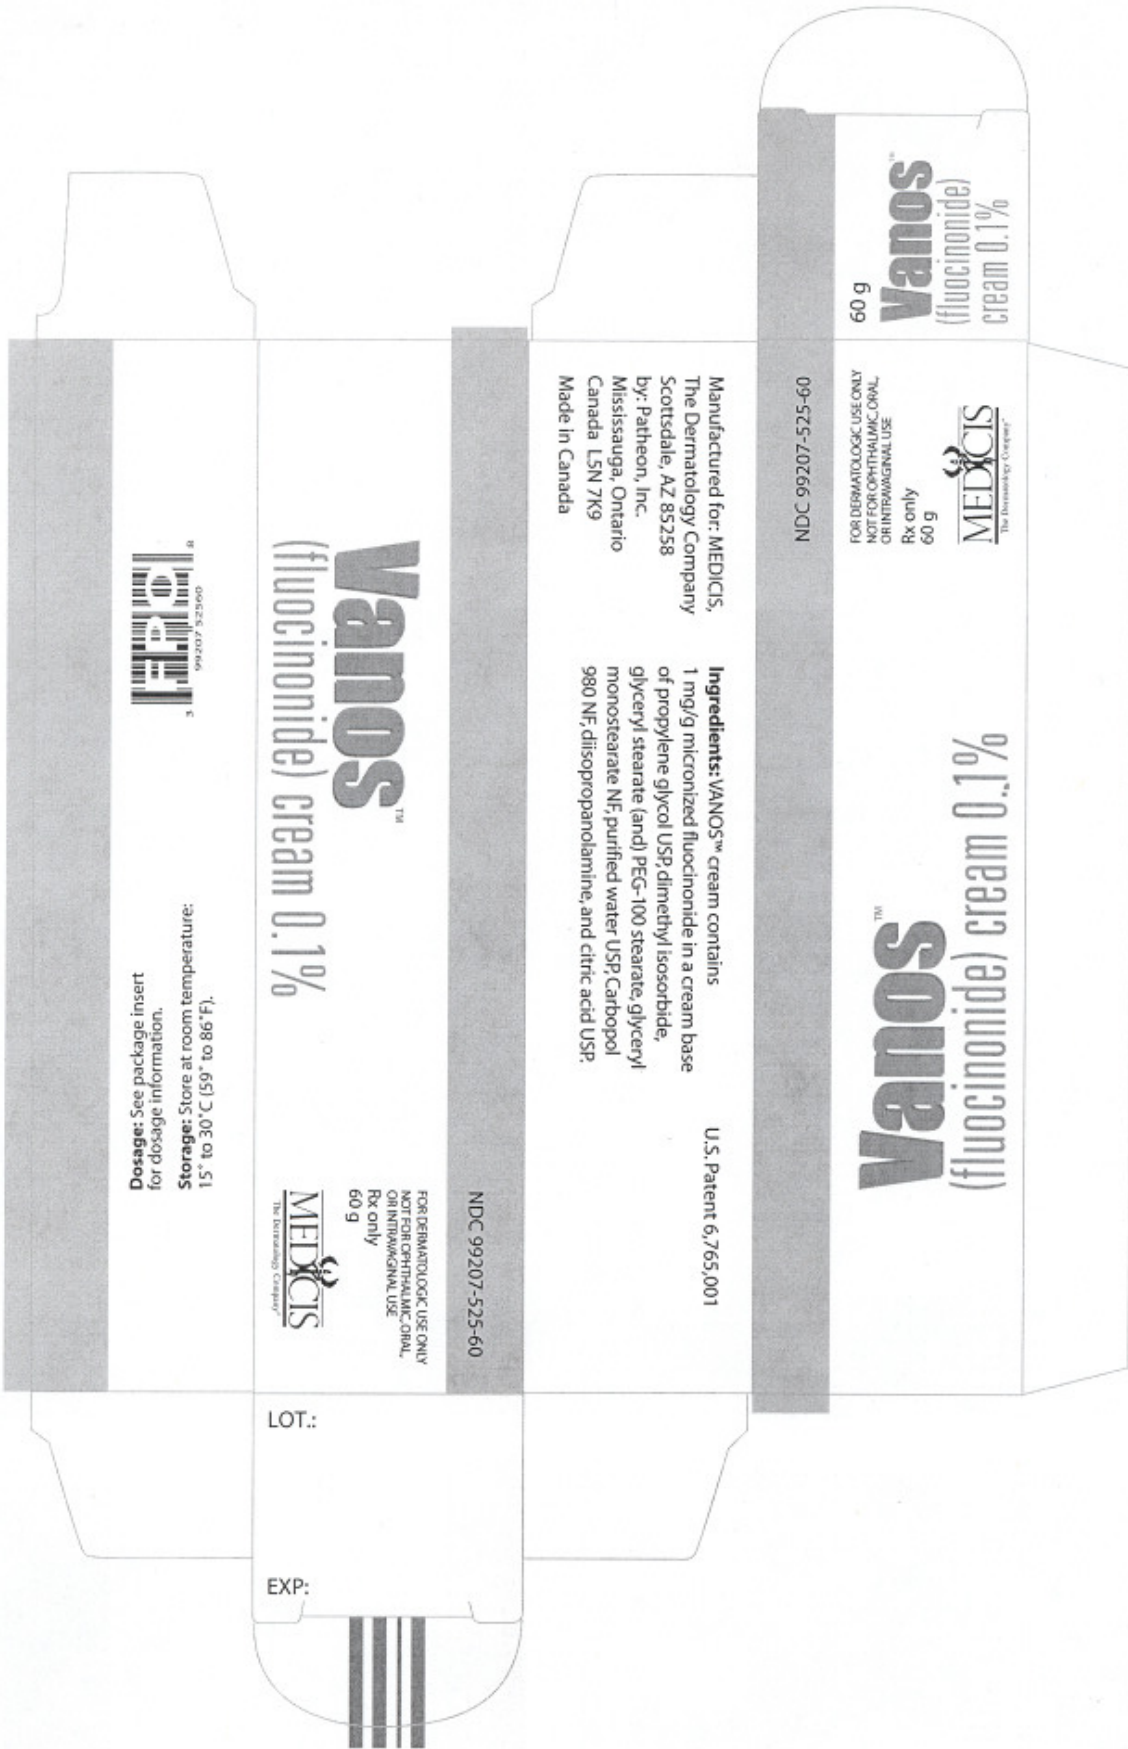 60 g
Vanos™
(fluocinonide)
cream 0.1%
NDC 99207-525-60
FOR DERMATOLOGIC USE ONLY
NOT FOR OPHTHALMIC, ORAL,
OR INTRAVAGINAL USE
Rx only
60 g
MEDICIS
The Dermatology Company®
Vanos™
(fluocinonide) cream 0.1%
Manufactured for: MEDICIS,
The Dermatology Company
Scottsdale, AZ 85258
by: Patheon, Inc.
Mississauga, Ontario
Canada L5N 7K9
Made in Canada
Ingredients: VANOS™ cream contains
1 mg/g micronized fluocinonide in a cream base
of propylene glycol USP, dimethyl isosorbide,
glyceryl stearate (and) PEG-100 stearate, glyceryl
monostearate NF, purified water USP, Carbopol
980 NF, diisopropanolamine, and citric acid USP.
U.S. Patent 6,765,001
NDC 99207-525-60
Vanos™
(fluocinonide) cream 0.1%
FOR DERMATOLOGIC USE ONLY
NOT FOR OPHTHALMIC, ORAL,
OR INTRAVAGINAL USE
Rx only
60 g
MEDICIS
The Dermatology Company®
3 99207 52560 8
FPO
Dosage: See package insert
for dosage information.
Storage: Store at room temperature:
15° to 30°C (59° to 86°F).
LOT.:
EXP: